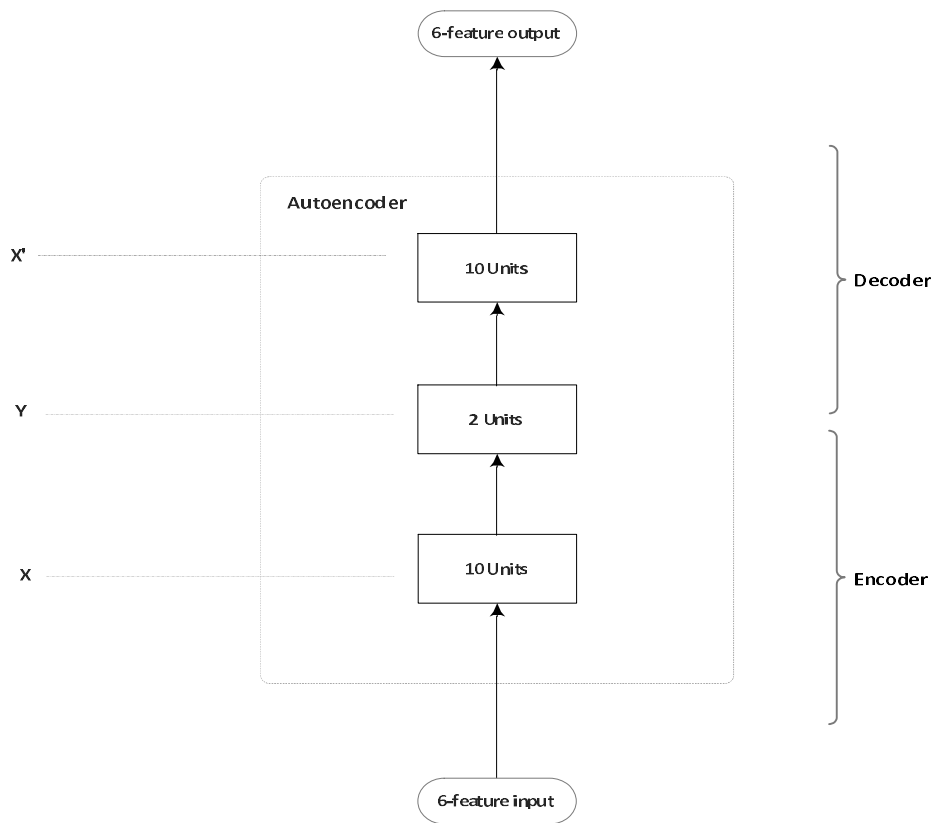 6-feature output
Autoencoder
X'
10 Units
Decoder
Y
2 Units
X
10 Units
Encoder
6-feature input